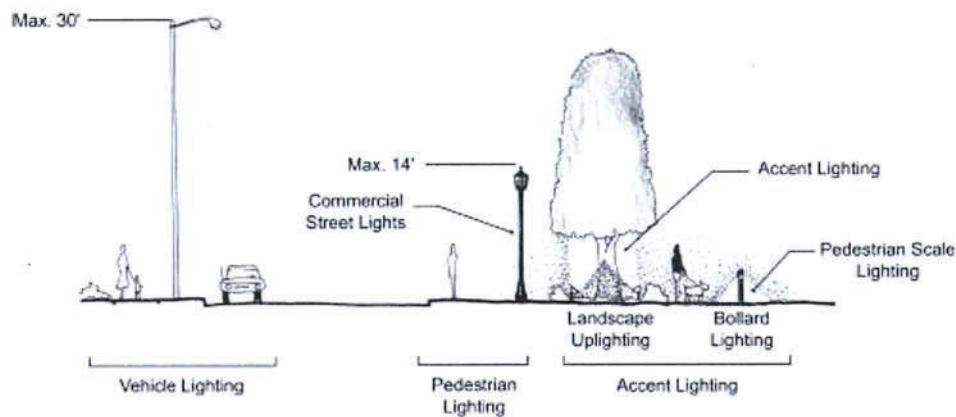 Max. 30'
Max. 14'
Commercial
Street Lights
Accent Lighting
Pedestrian Scale
Lighting
Landscape
Uplighting
Bollard
Lighting
Vehicle Lighting
Pedestrian
Lighting
Accent Lighting